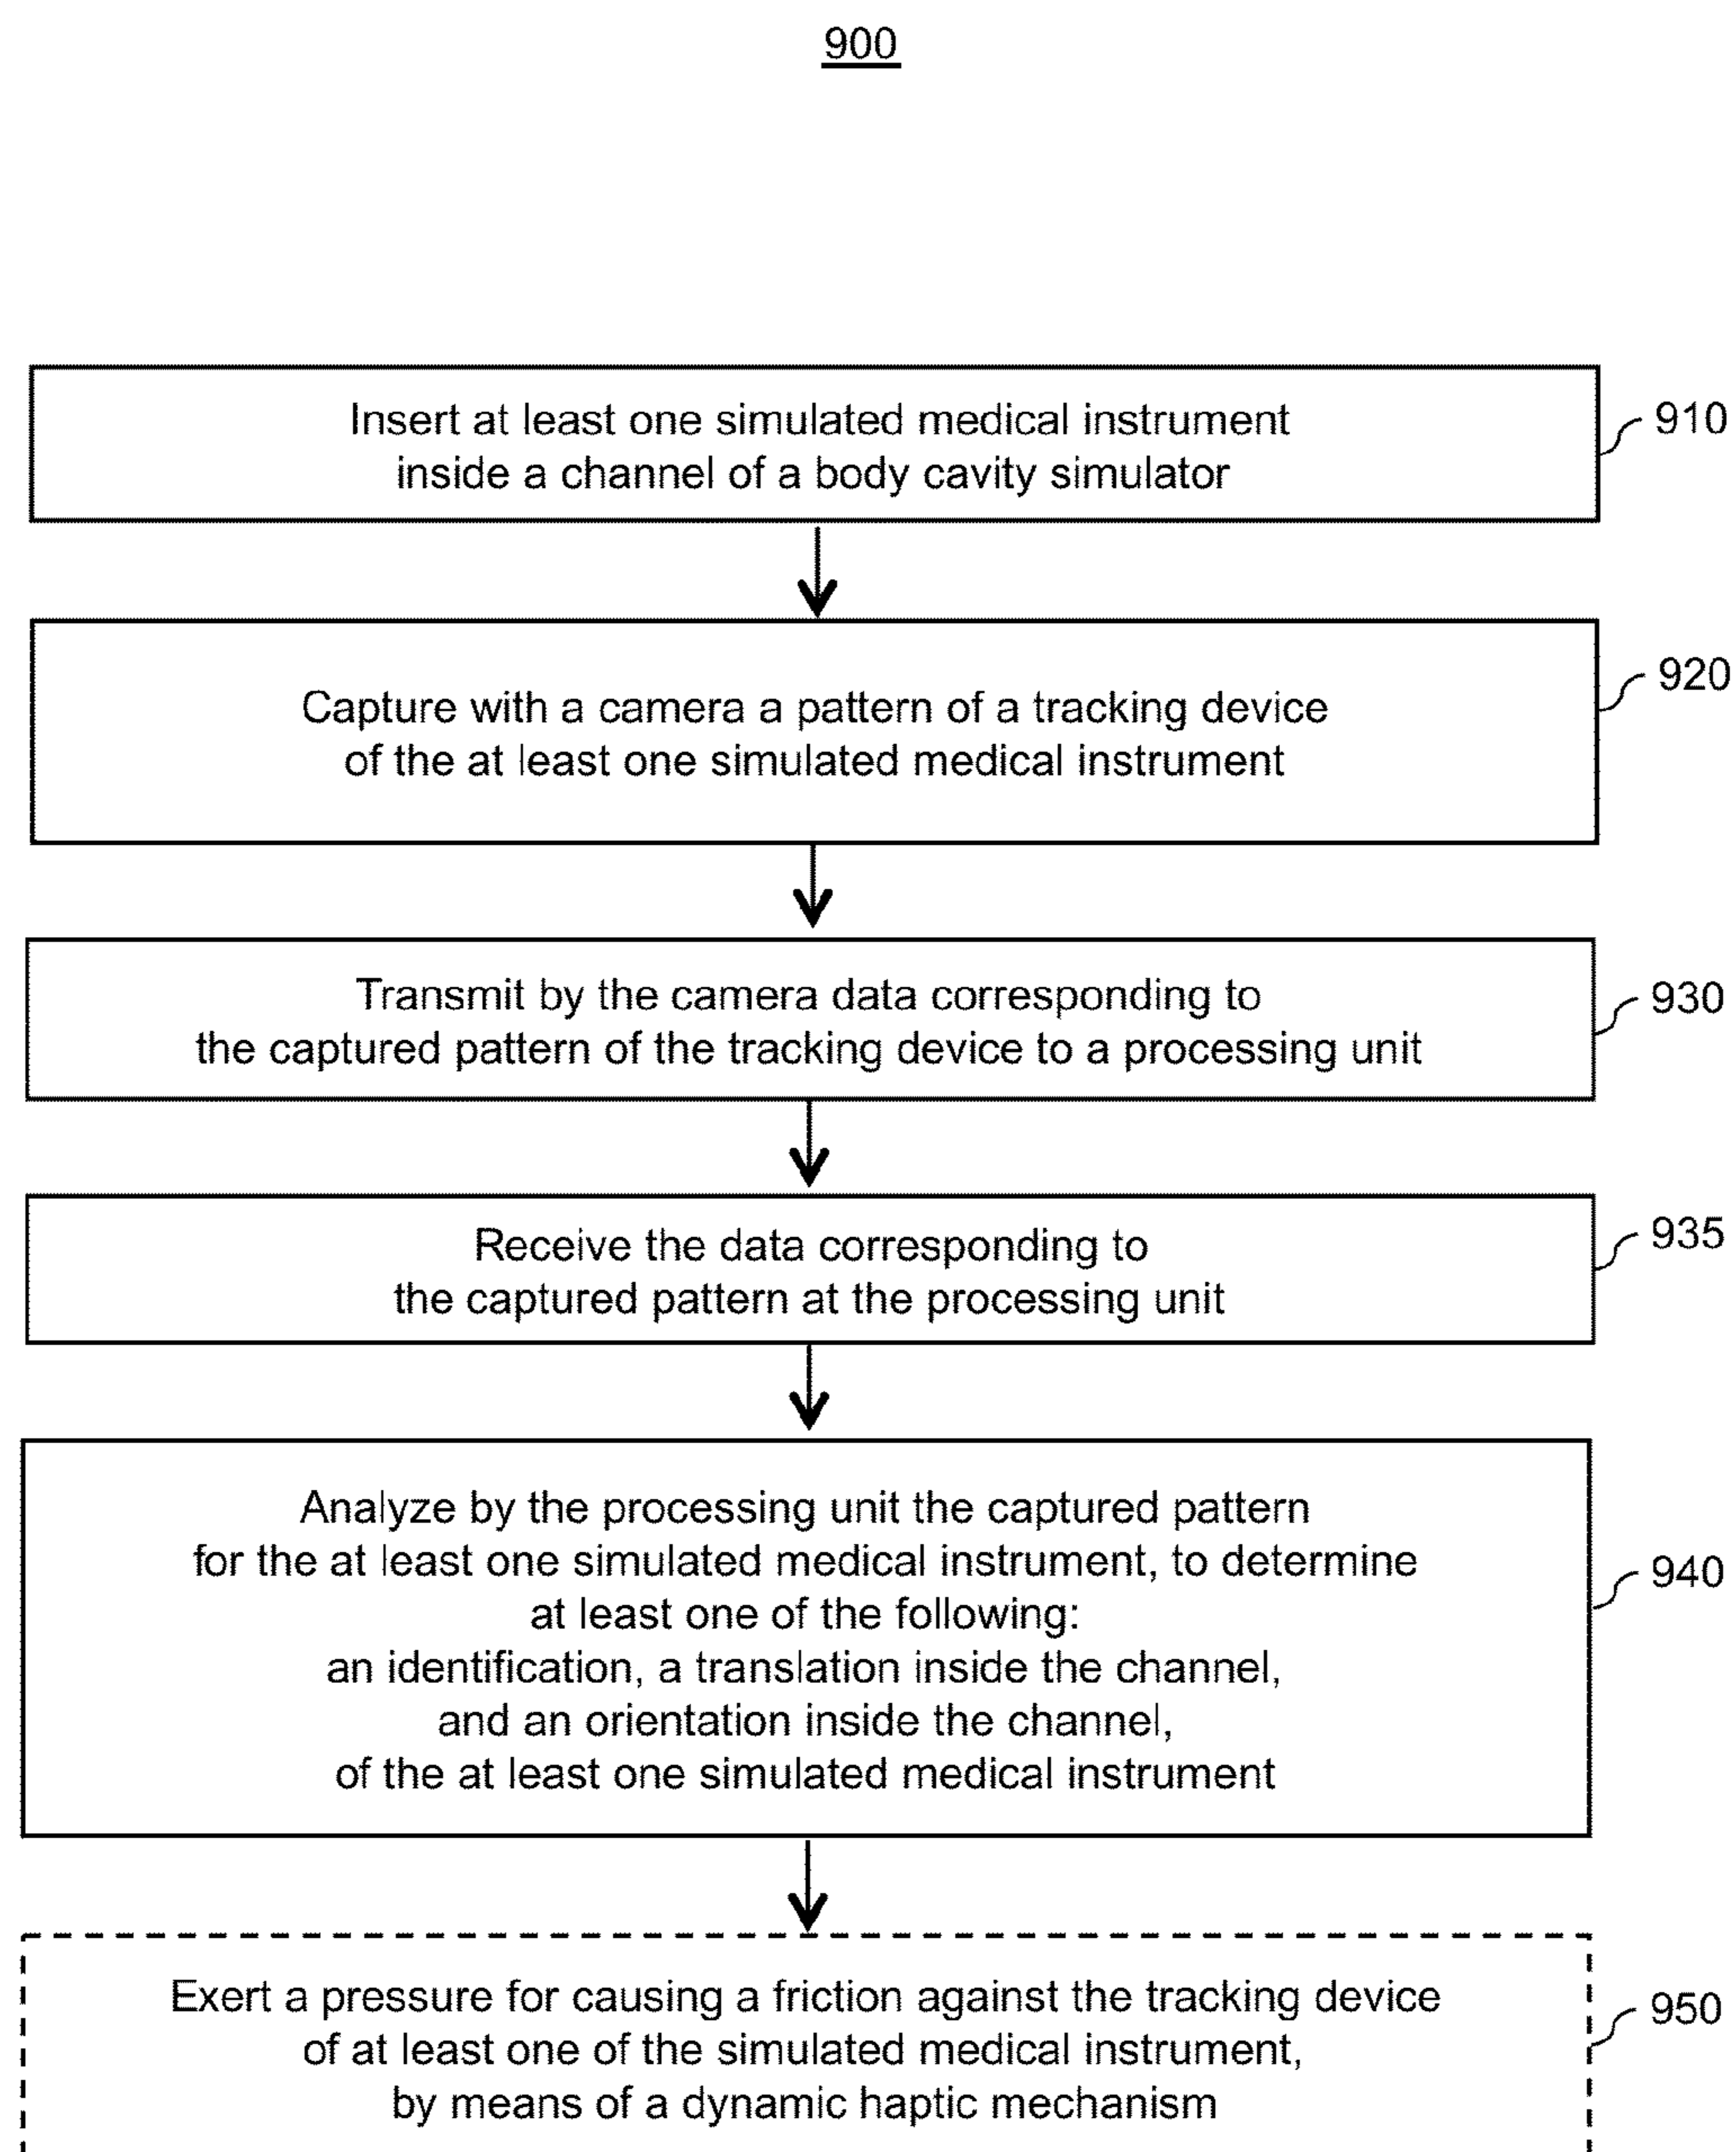 900
Insert at least one simulated medical instrument
inside a channel of a body cavity simulator
910
Capture with a camera a pattern of a tracking device
of the at least one simulated medical instrument
920
Transmit by the camera data corresponding to
the captured pattern of the tracking device to a processing unit
930
Receive the data corresponding to
the captured pattern at the processing unit
935
Analyze by the processing unit the captured pattern
for the at least one simulated medical instrument, to determine
at least one of the following:
an identification, a translation inside the channel,
and an orientation inside the channel,
of the at least one simulated medical instrument
940
Exert a pressure for causing a friction against the tracking device
of at least one of the simulated medical instrument,
by means of a dynamic haptic mechanism
950